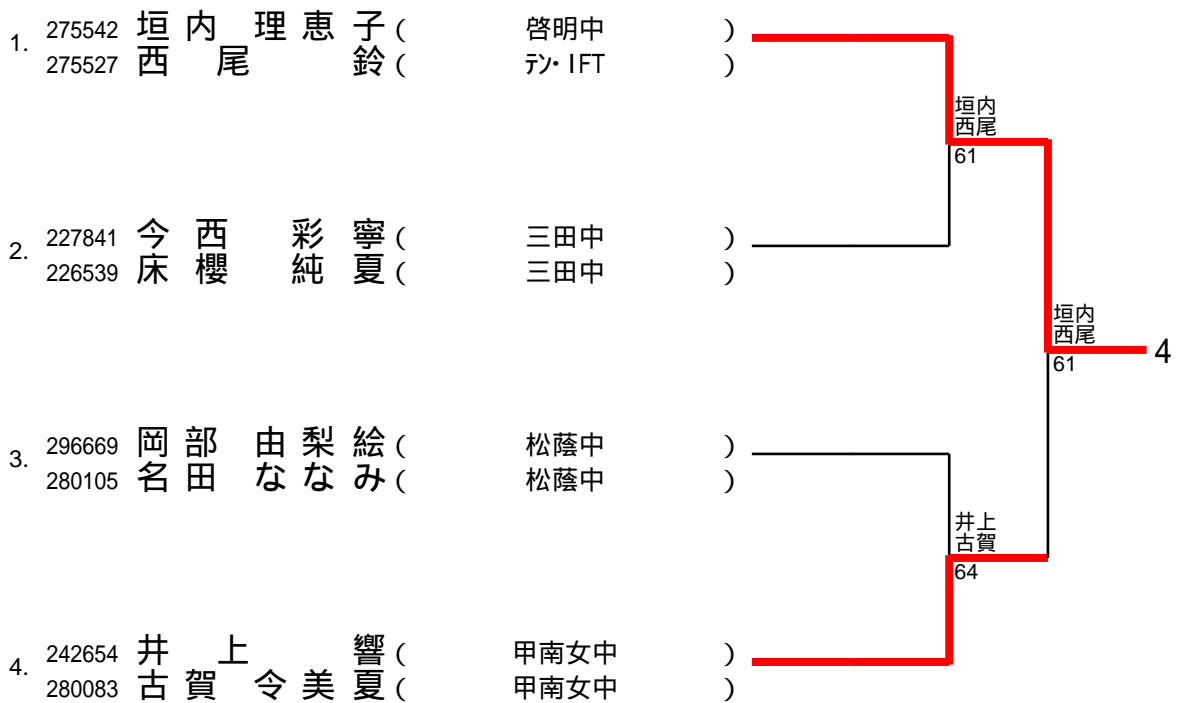 1. 275542 垣内 理恵子 ( 啓明中 )
275527 西尾 鈴 ( テン・IFT )
垣内
西尾
61
2. 227841 今西 彩寧 ( 三田中 )
226539 床櫻 純夏 ( 三田中 )
垣内
西尾
61
4
3. 296669 岡部 由梨絵 ( 松蔭中 )
280105 名田 ななみ ( 松蔭中 )
井上
古賀
64
4. 242654 井上 響 ( 甲南女中 )
280083 古賀 令美夏 ( 甲南女中 )